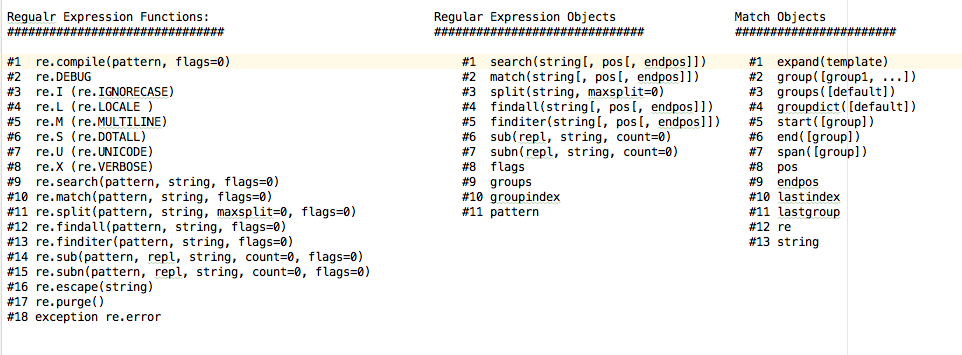 Regualr Expression Functions:
###############################
#1 re.compile(pattern, flags=0)
#2 re.DEBUG
#3 re.I (re.IGNORECASE)
#4 re.L (re.LOCALE )
#5 re.M (re.MULTILINE)
#6 re.S (re.DOTALL)
#7 re.U (re.UNICODE)
#8 re.X (re.VERBOSE)
#9 re.search(pattern, string, flags=0)
#10 re.match(pattern, string, flags=0)
#11 re.split(pattern, string, maxsplit=0, flags=0)
#12 re.findall(pattern, string, flags=0)
#13 re.finditer(pattern, string, flags=0)
#14 re.sub(pattern, repl, string, count=0, flags=0)
#15 re.subn(pattern, repl, string, count=0, flags=0)
#16 re.escape(string)
#17 re.purge()
#18 exception re.error
Regular Expression Objects
##############################
#1 search(string[, pos[, endpos]])
#2 match(string[, pos[, endpos]])
#3 split(string, maxsplit=0)
#4 findall(string[, pos[, endpos]])
#5 finditer(string[, pos[, endpos]])
#6 sub(repl, string, count=0)
#7 subn(repl, string, count=0)
#8 flags
#9 groups
#10 groupindex
#11 pattern
Match Objects
#######################
#1 expand(template)
#2 group([group1, ...])
#3 groups([default])
#4 groupdict([default])
#5 start([group])
#6 end([group])
#7 span([group])
#8 pos
#9 endpos
#10 lastindex
#11 lastgroup
#12 re
#13 string